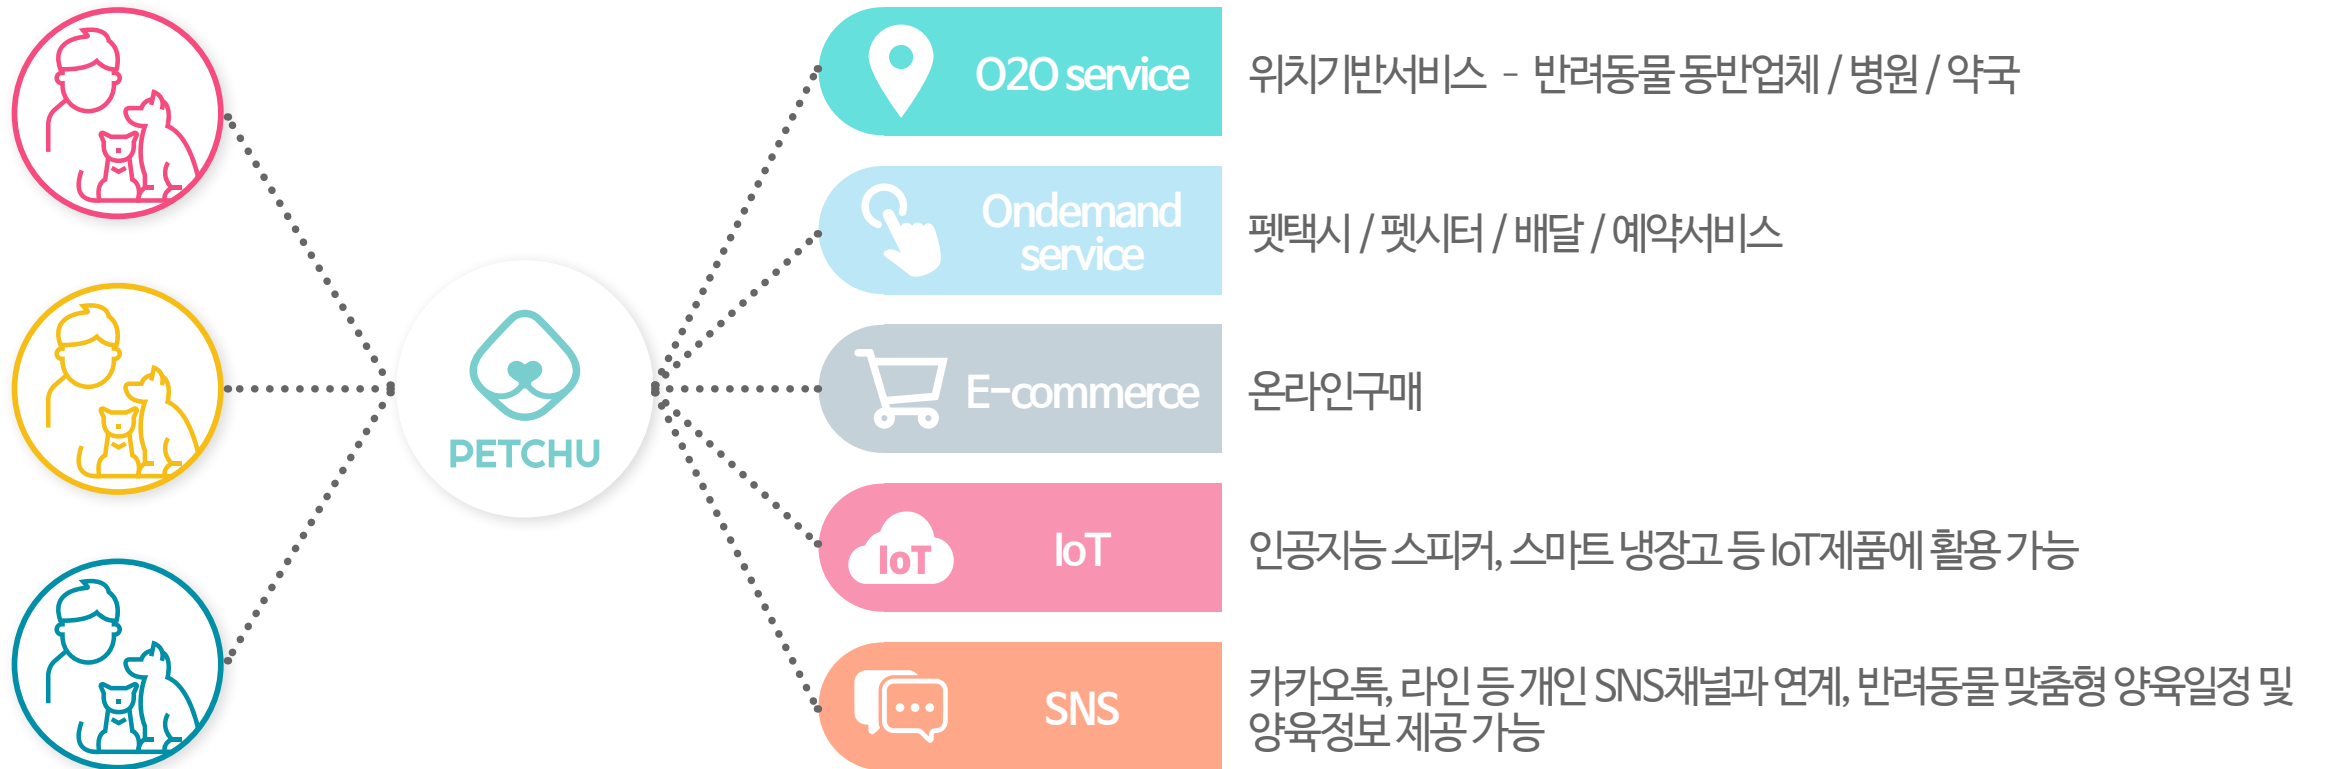 O2O service
위치기반서비스 - 반려동물 동반업체 / 병원 / 약국
Ondemand
service
펫택시 / 펫시터 / 배달 / 예약서비스
PETCHU
E-commerce
온라인구매
IoT
IoT
인공지능 스피커, 스마트 냉장고 등 IoT제품에 활용 가능
SNS
카카오톡, 라인 등 개인 SNS채널과 연계, 반려동물 맞춤형 양육일정 및
양육정보 제공 가능